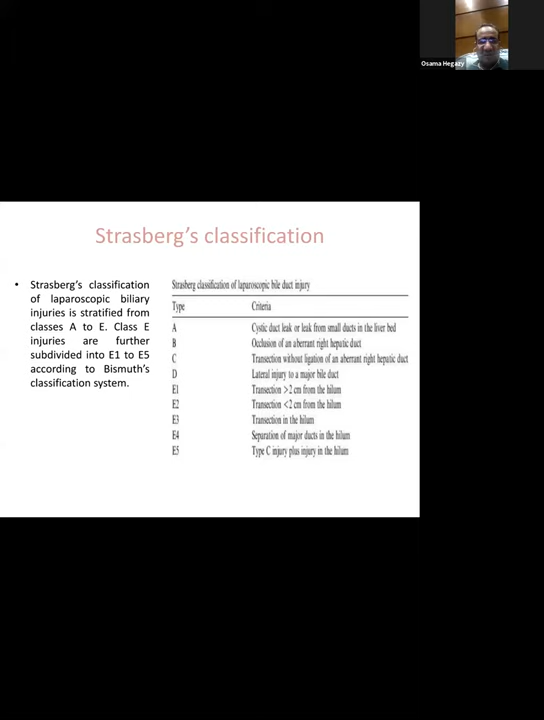 Osama Hegazy
Strasberg’s classification
• Strasberg’s classification
of laparoscopic biliary
injuries is stratified from
classes A to E. Class E
injuries are further
subdivided into E1 to E5
according to Bismuth’s
classification system.
Strasberg classification of laparoscopic bile duct injury
Type Criteria
A Cystic duct leak or leak from small ducts in the liver bed
B Occlusion of an aberrant right hepatic duct
C Transection without ligation of an aberrant right hepatic duct
D Lateral injury to a major bile duct
E1 Transection >2 cm from the hilum
E2 Transection <2 cm from the hilum
E3 Transection in the hilum
E4 Separation of major ducts in the hilum
E5 Type C injury plus injury in the hilum